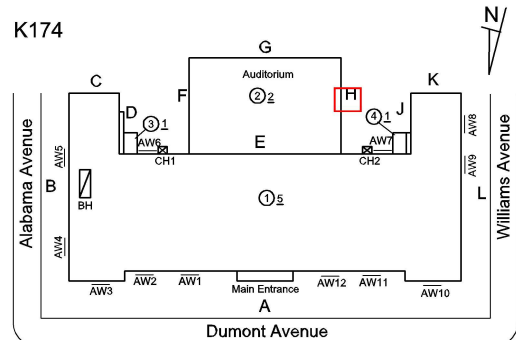 K174
N
G
C
K
Auditorium
F
② 2
H
D
J
③ 1
④ 1
AW6
AW7
AW8
AW5
E
CH1
CH2
AW9
Alabama Avenue
B
BH
① 5
L
Williams Avenue
AW4
AW3
AW2
AW1
Main Entrance
AW12
AW11
AW10
A
Dumont Avenue